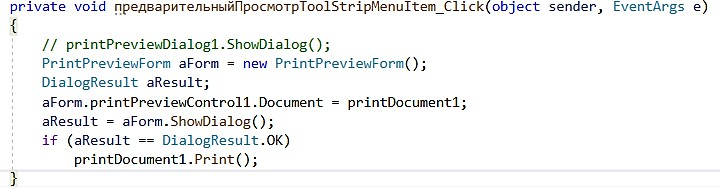 private void предварительныйПросмотрToolStripMenuItem_Click(object sender, EventArgs e)
{
// printPreviewDialog1.ShowDialog();
PrintPreviewForm aForm = new PrintPreviewForm();
DialogResult aResult;
aForm.printPreviewControl1.Document = printDocument1;
aResult = aForm.ShowDialog();
if (aResult == DialogResult.OK)
printDocument1.Print();
}